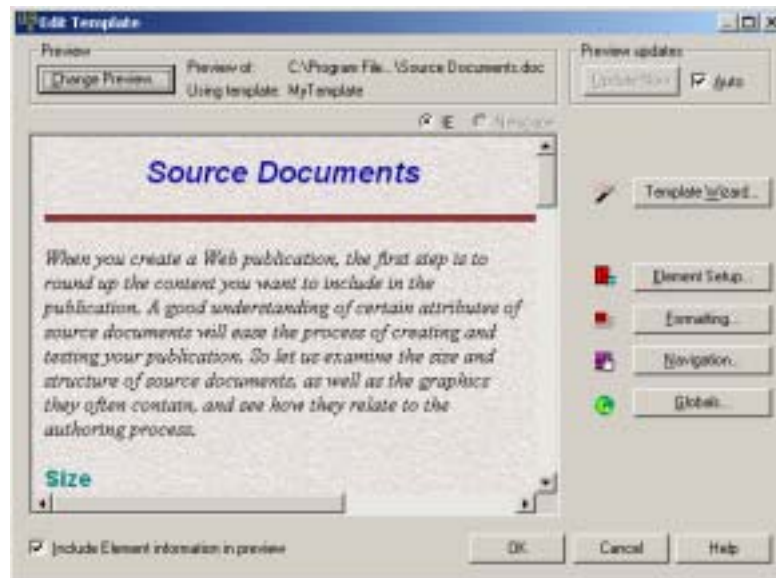 Edit Template
Preview
Change Preview...
Preview of: C:\Program File...\Source Documents.doc
Using template: MyTemplate
Preview updates
Update Now
Auto
IE Netscape
Source Documents
When you create a Web publication, the first step is to
round up the content you want to include in the
publication. A good understanding of certain attributes of
source documents will ease the process of creating and
testing your publication. So let us examine the size and
structure of source documents, as well as the graphics
they often contain, and see how they relate to the
authoring process.
Size
Template Wizard...
Element Setup...
Formatting...
Navigation...
Globals...
Include Element information in preview
OK
Cancel
Help